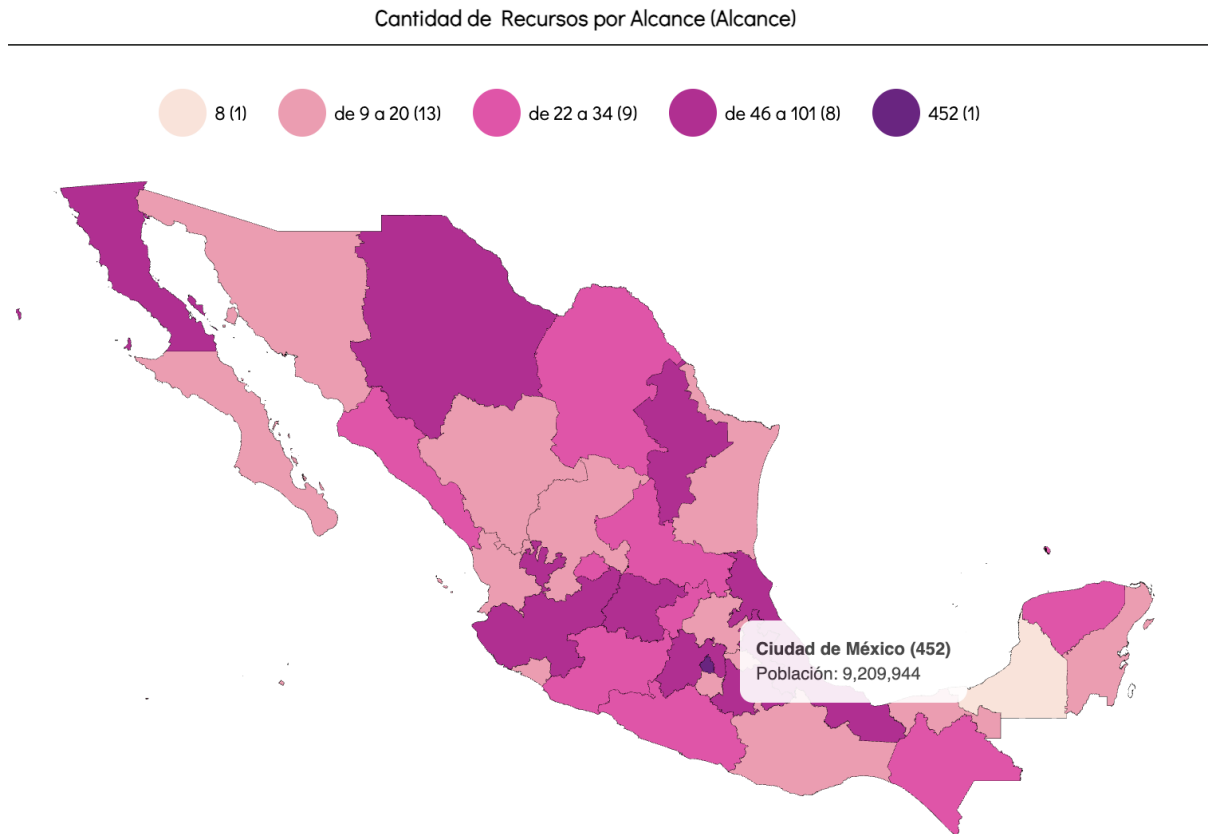 Cantidad de Recursos por Alcance (Alcance)
8 (1)
de 9 a 20 (13)
de 22 a 34 (9)
de 46 a 101 (8)
452 (1)
Ciudad de México (452)
Población: 9,209,944